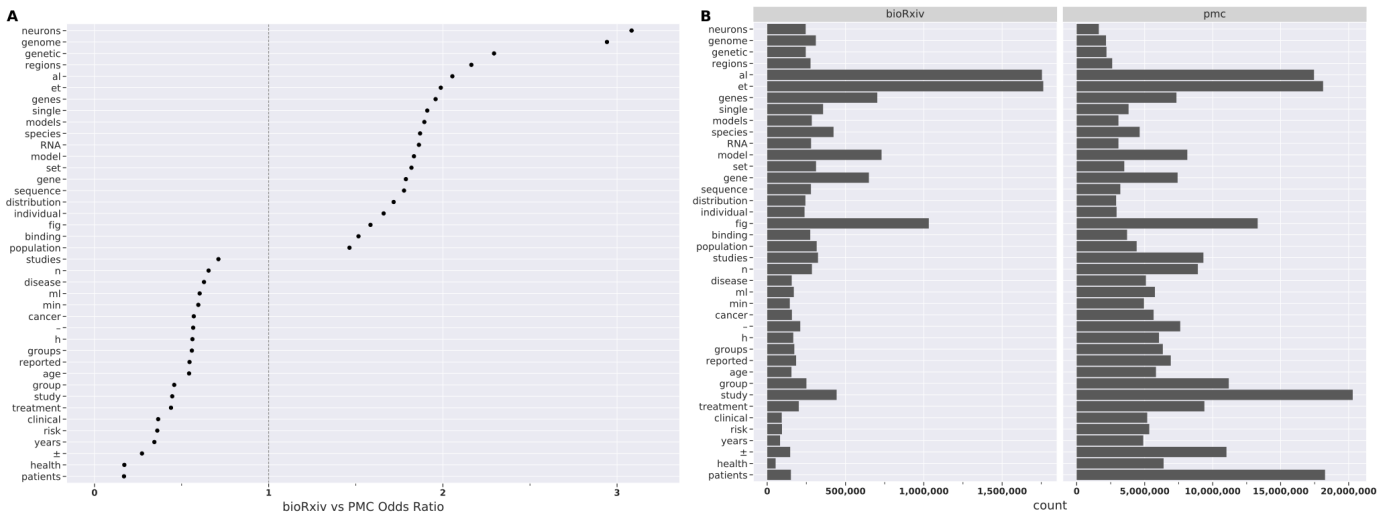 A
neurons
genome
genetic
regions
al
et
genes
single
models
species
RNA
model
set
gene
sequence
distribution
individual
fig
binding
population
studies
n
disease
ml
min
cancer
–
h
groups
reported
age
group
study
treatment
clinical
risk
years
±
health
patients
0 1 2 3
bioRxiv vs PMC Odds Ratio
B
bioRxiv pmc
neurons
genome
genetic
regions
al
et
genes
single
models
species
RNA
model
set
gene
sequence
distribution
individual
fig
binding
population
studies
n
disease
ml
min
cancer
–
h
groups
reported
age
group
study
treatment
clinical
risk
years
±
health
patients
0 500,000 1,000,000 1,500,000 0 5,000,000 10,000,000 15,000,000 20,000,000
count